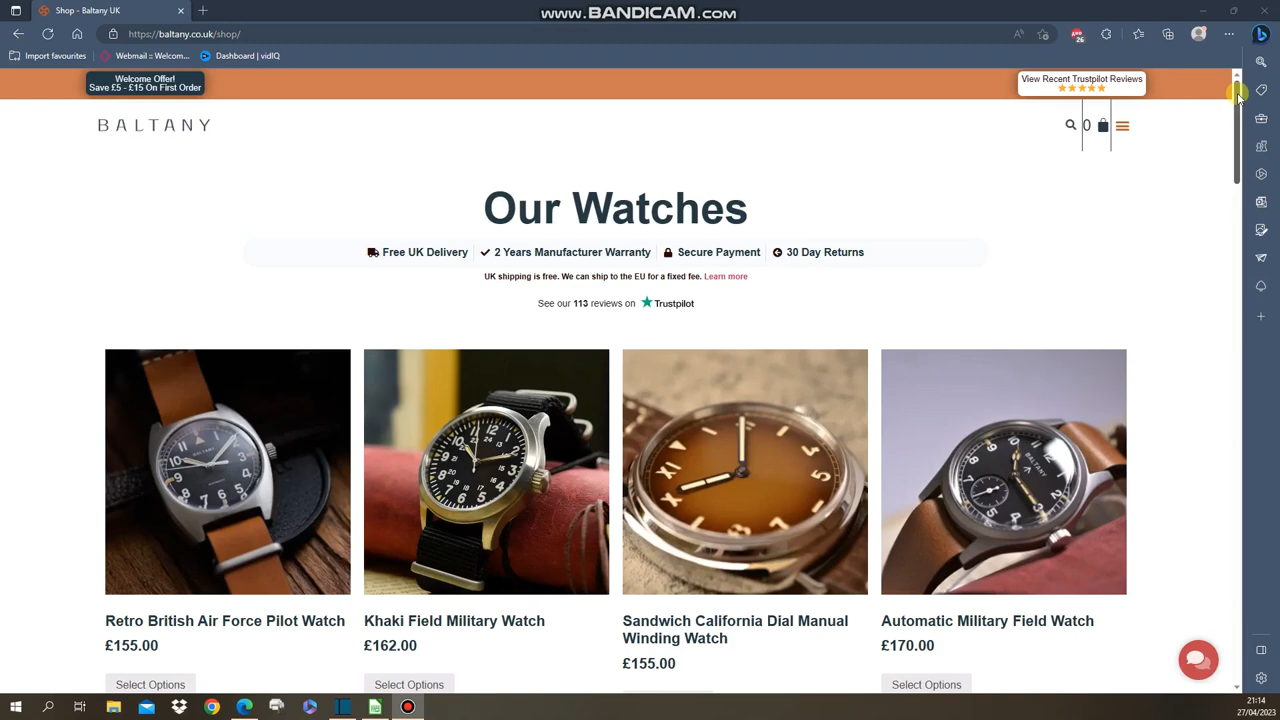 Shop - Baltany UK
www.BANDICAM.com
https://baltany.co.uk/shop/
26
Import favourites
Webmail :: Welcom...
Dashboard | vidIQ
Welcome Offer!
Save £5 - £15 On First Order
View Recent Trustpilot Reviews
BALTANY
0
Our Watches
Free UK Delivery
2 Years Manufacturer Warranty
Secure Payment
30 Day Returns
UK shipping is free. We can ship to the EU for a fixed fee. Learn more
See our 113 reviews on Trustpilot
Retro British Air Force Pilot Watch
£155.00
Select Options
Khaki Field Military Watch
£162.00
Select Options
Sandwich California Dial Manual
Winding Watch
£155.00
Automatic Military Field Watch
£170.00
Select Options
21:14
27/04/2023